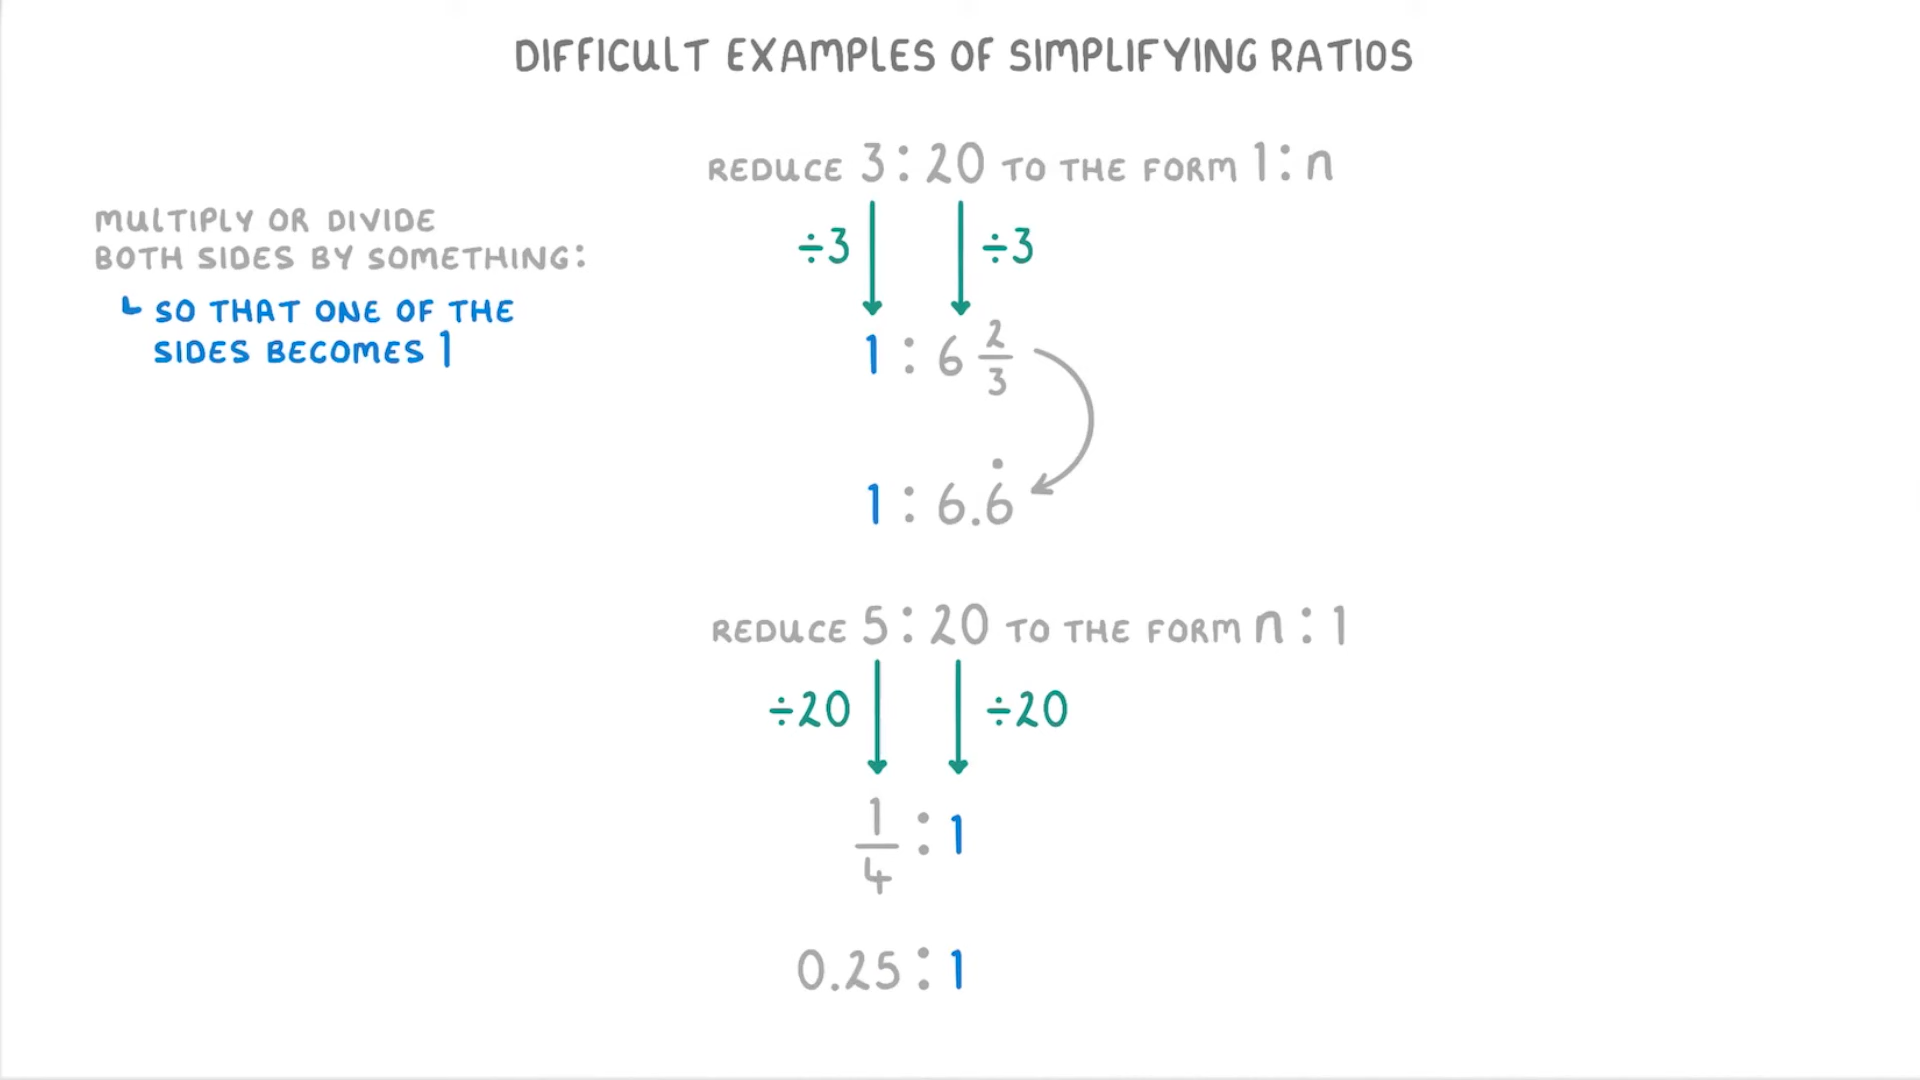 DIFFICULT EXAMPLES OF SIMPLIFYING RATIOS
MULTIPLY OR DIVIDE
BOTH SIDES BY SOMETHING:
↳ SO THAT ONE OF THE
SIDES BECOMES 1
REDUCE 3 : 20 TO THE FORM 1 : n
÷3 ÷3
1 : 6 2/3
1 : 6.6̇
REDUCE 5 : 20 TO THE FORM n : 1
÷20 ÷20
1/4 : 1
0.25 : 1